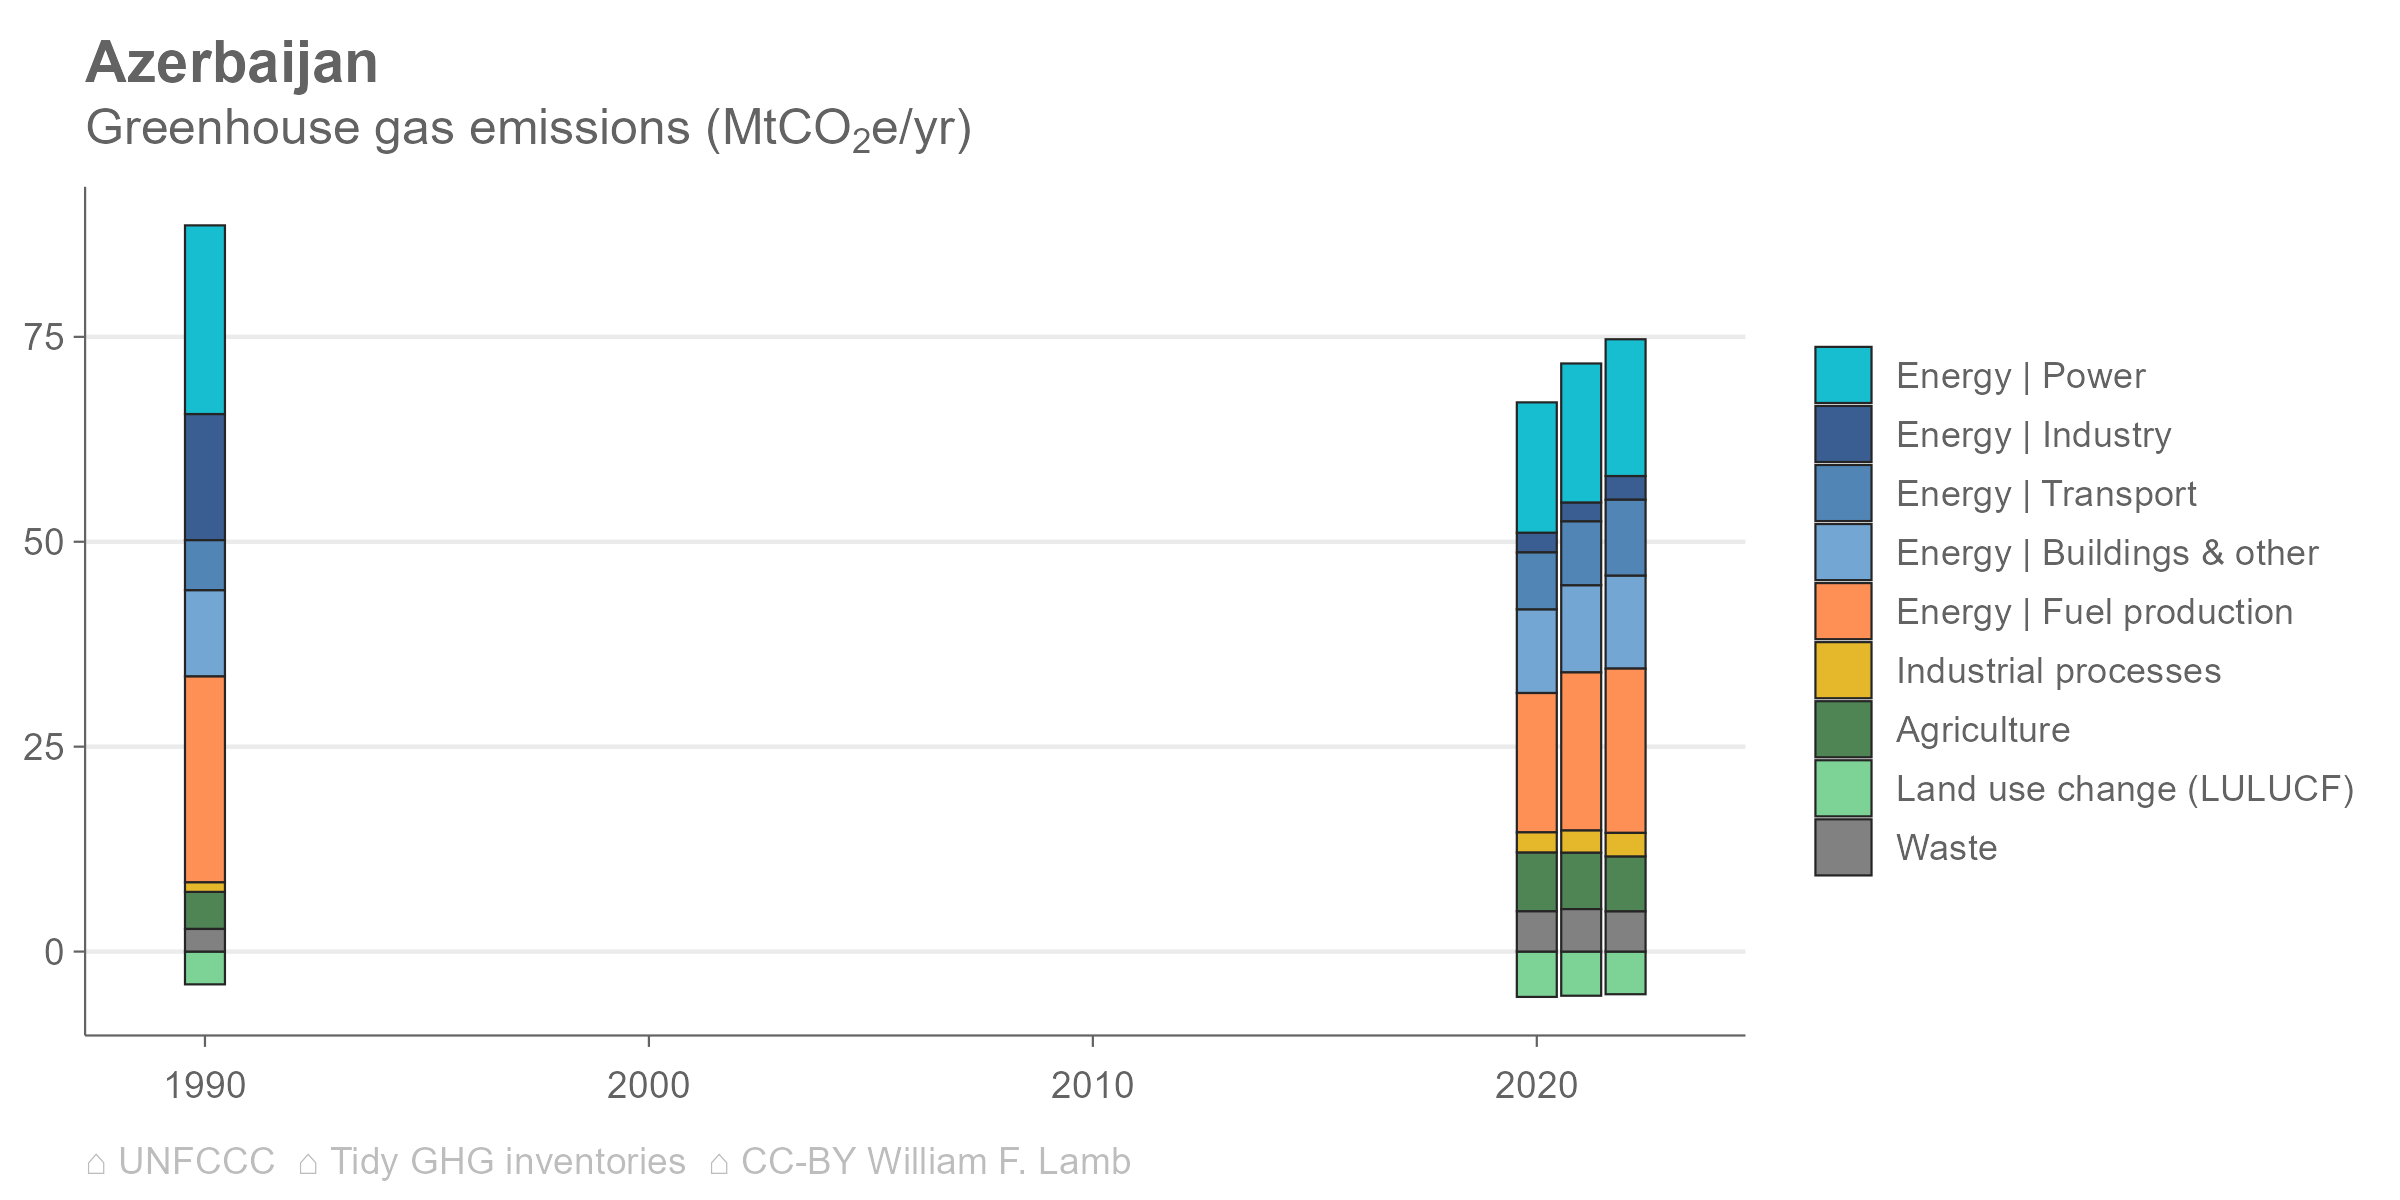 Azerbaijan
Greenhouse gas emissions (MtCO₂e/yr)
75
50
25
0
1990 2000 2010 2020
Energy | Power
Energy | Industry
Energy | Transport
Energy | Buildings & other
Energy | Fuel production
Industrial processes
Agriculture
Land use change (LULUCF)
Waste
⌂ UNFCCC ⌂ Tidy GHG inventories ⌂ CC-BY William F. Lamb